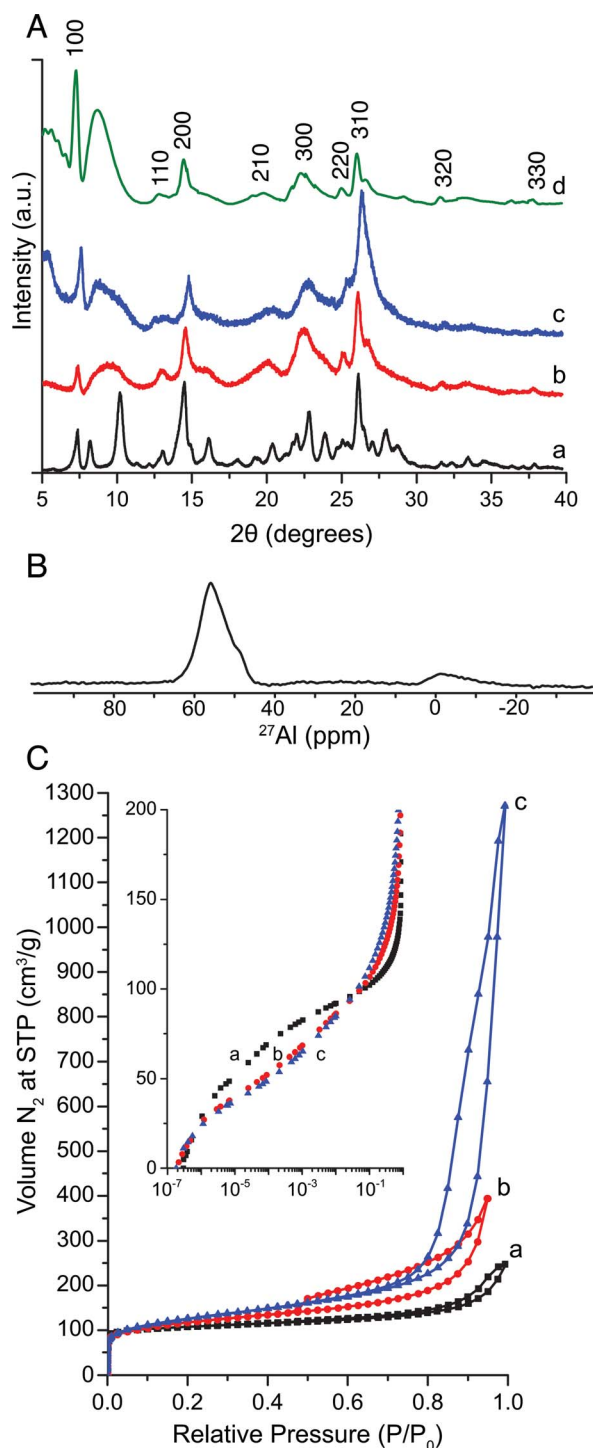 A
100
110
200
210
300
220
310
320
330
d
c
b
a
Intensity (a.u.)
5 10 15 20 25 30 35 40
2θ (degrees)
B
80 60 40 20 0 -20
²⁷Al (ppm)
C
1300
1200
1100
1000
900
800
700
600
500
400
300
200
100
0
Volume N₂ at STP (cm³/g)
200
150
100
50
0
a b c
10⁻⁷ 10⁻⁵ 10⁻³ 10⁻¹
c
b
a
0.0 0.2 0.4 0.6 0.8 1.0
Relative Pressure (P/P₀)